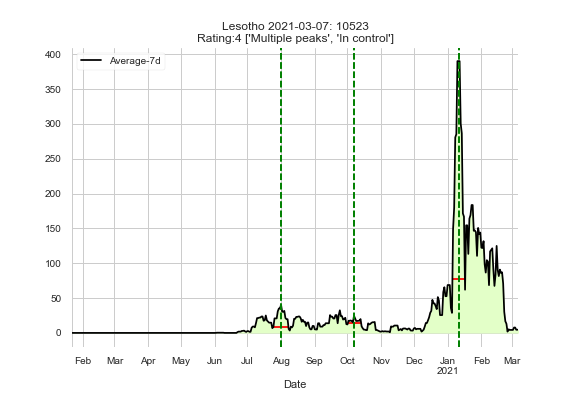 Lesotho 2021-03-07: 10523
Rating:4 ['Multiple peaks', 'In control']
400
350
300
250
200
150
100
50
0
Average-7d
Feb Mar Apr May Jun Jul Aug Sep Oct Nov Dec Jan Feb Mar
2021
Date